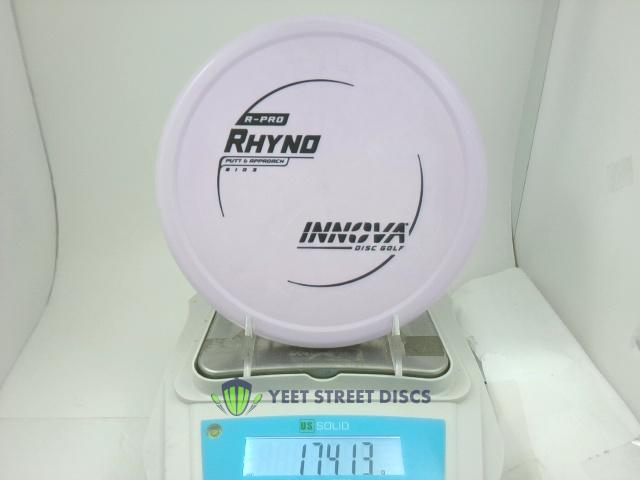 R-PRO
RHYNO
PUTT & APPROACH
2 1 0 3
INNOVA
DISC GOLF
YEET STREET DISCS
US SOLID
174.13 g